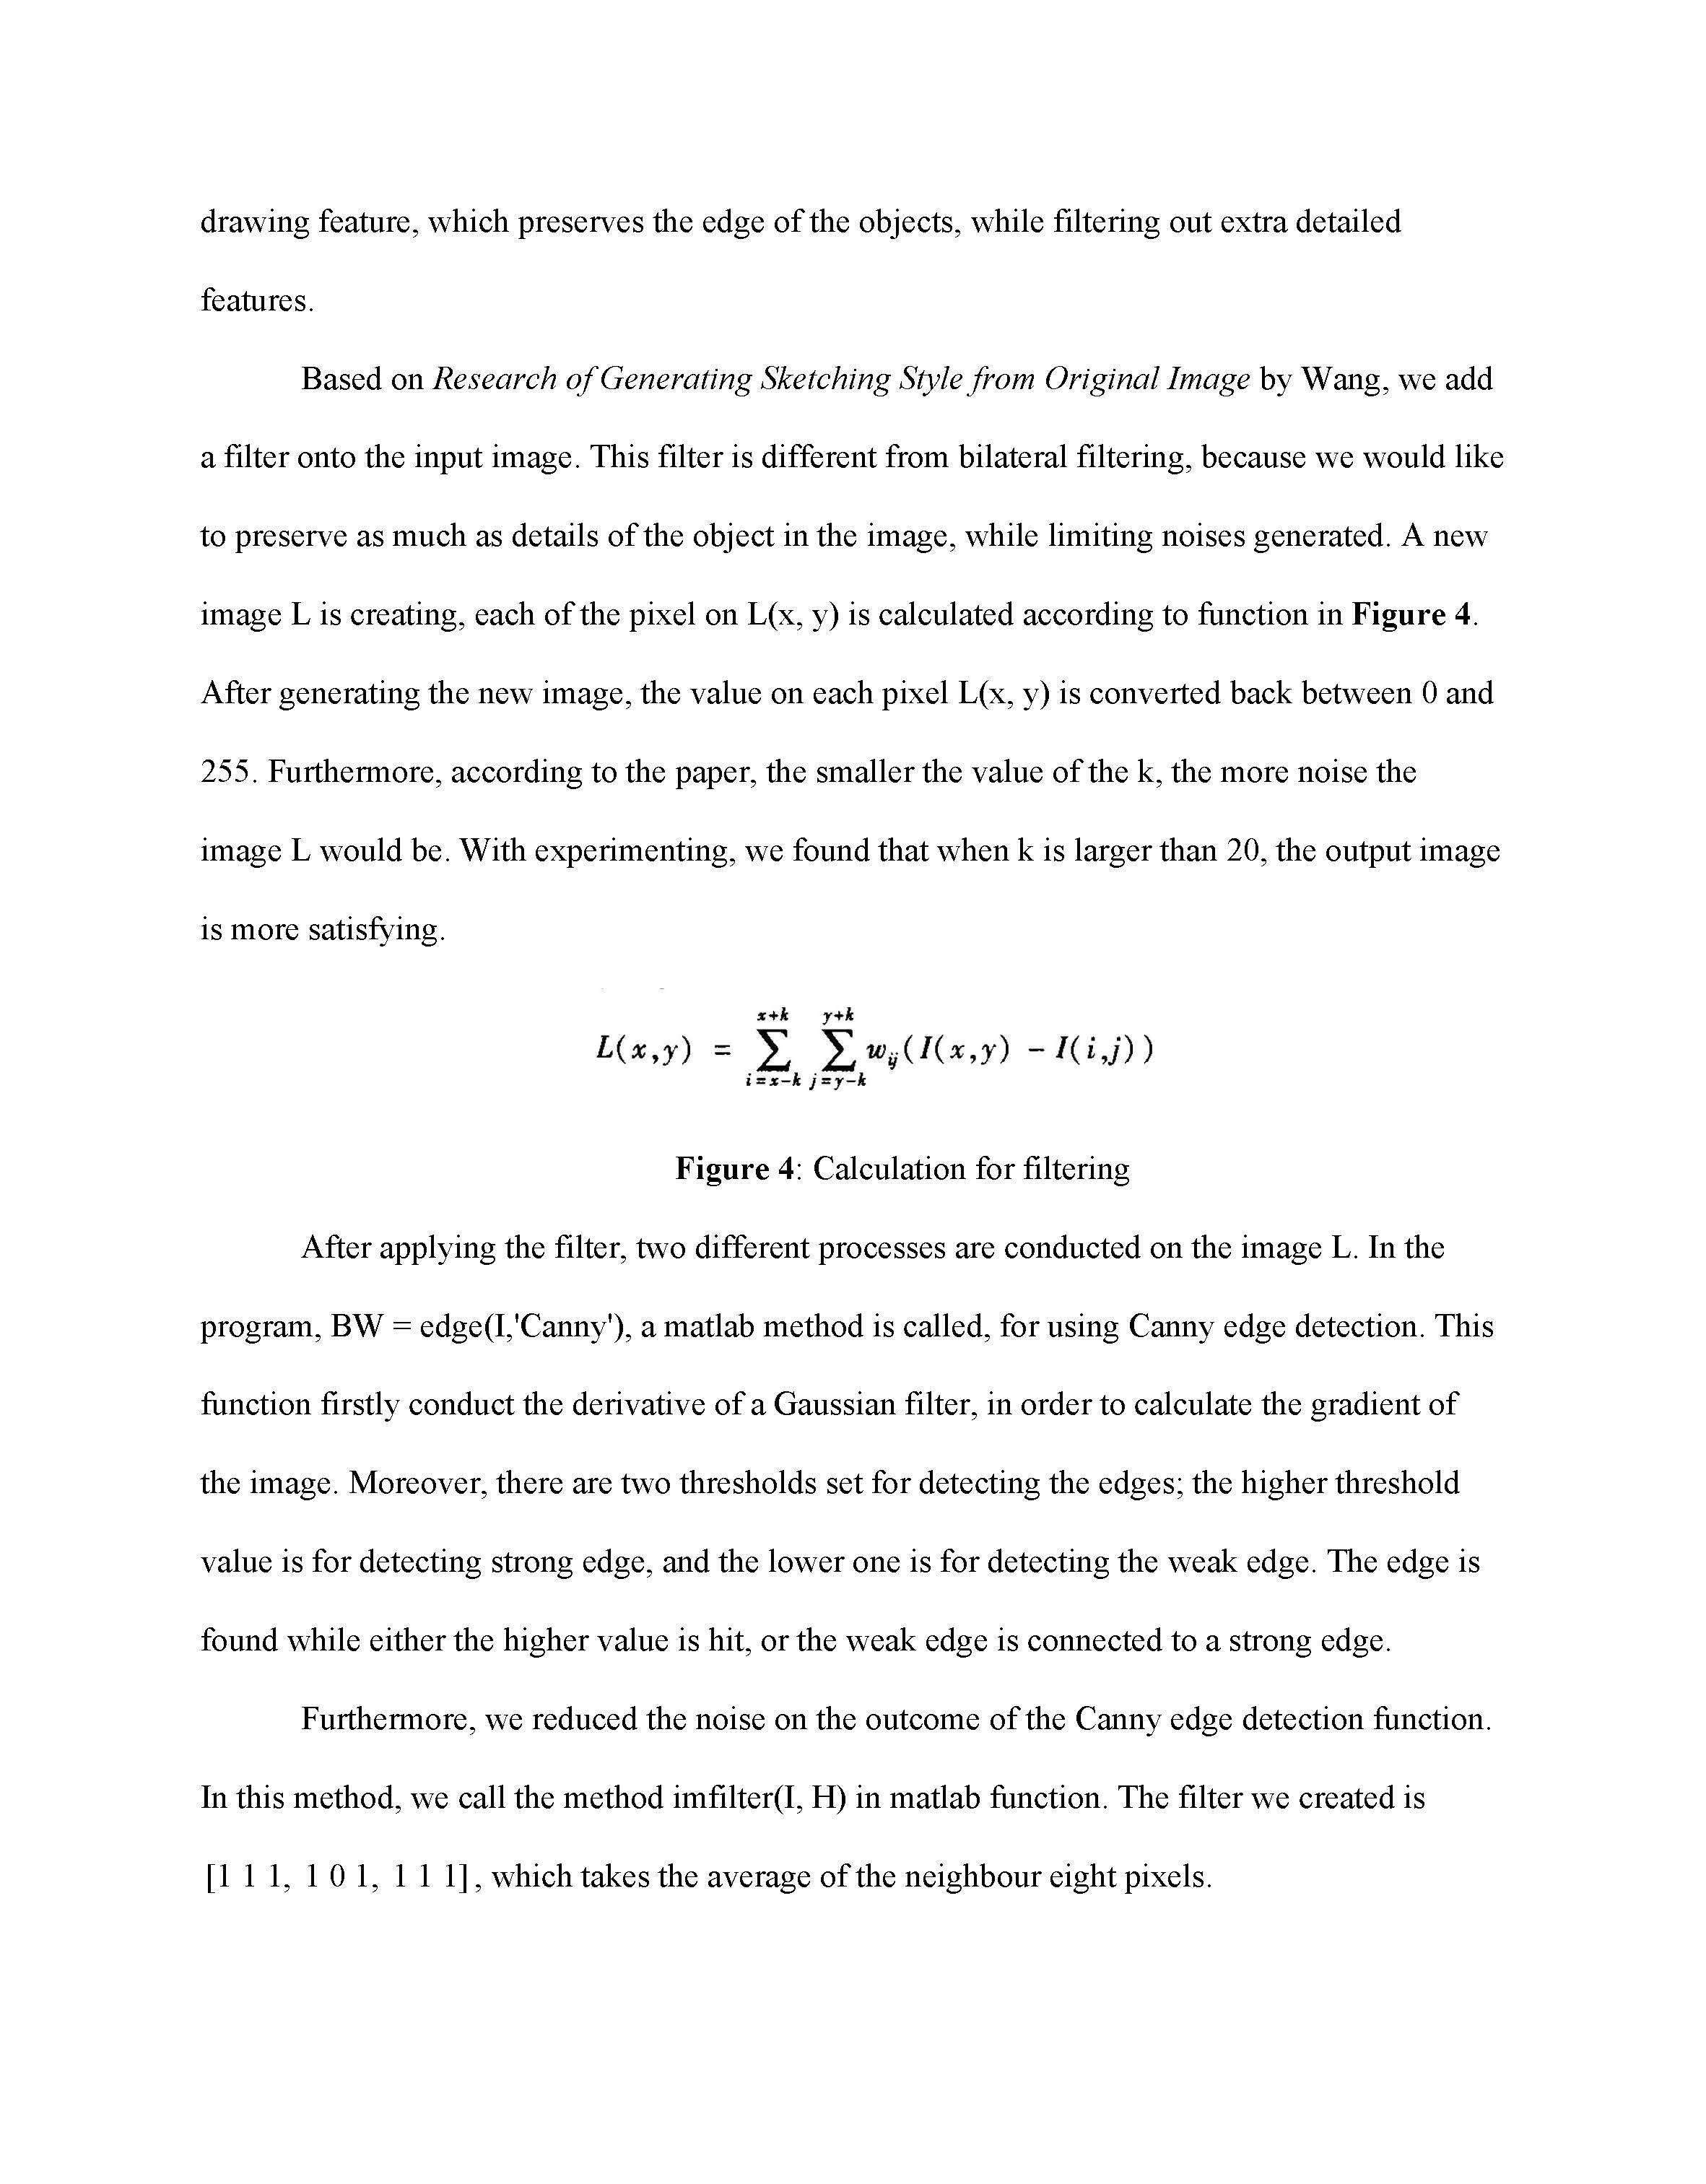 drawing feature, which preserves the edge of the objects, while filtering out extra detailed
features.
Based on Research of Generating Sketching Style from Original Image by Wang, we add
a filter onto the input image. This filter is different from bilateral filtering, because we would like
to preserve as much as details of the object in the image, while limiting noises generated. A new
image L is creating, each of the pixel on L(x, y) is calculated according to function in Figure 4.
After generating the new image, the value on each pixel L(x, y) is converted back between 0 and
255. Furthermore, according to the paper, the smaller the value of the k, the more noise the
image L would be. With experimenting, we found that when k is larger than 20, the output image
is more satisfying.
L(x,y) = ∑_{i=x-k}^{x+k} ∑_{j=y-k}^{y+k} w_{ij}(I(x,y) - I(i,j))
Figure 4: Calculation for filtering
After applying the filter, two different processes are conducted on the image L. In the
program, BW = edge(I,'Canny'), a matlab method is called, for using Canny edge detection. This
function firstly conduct the derivative of a Gaussian filter, in order to calculate the gradient of
the image. Moreover, there are two thresholds set for detecting the edges; the higher threshold
value is for detecting strong edge, and the lower one is for detecting the weak edge. The edge is
found while either the higher value is hit, or the weak edge is connected to a strong edge.
Furthermore, we reduced the noise on the outcome of the Canny edge detection function.
In this method, we call the method imfilter(I, H) in matlab function. The filter we created is
[1 1 1, 1 0 1, 1 1 1], which takes the average of the neighbour eight pixels.